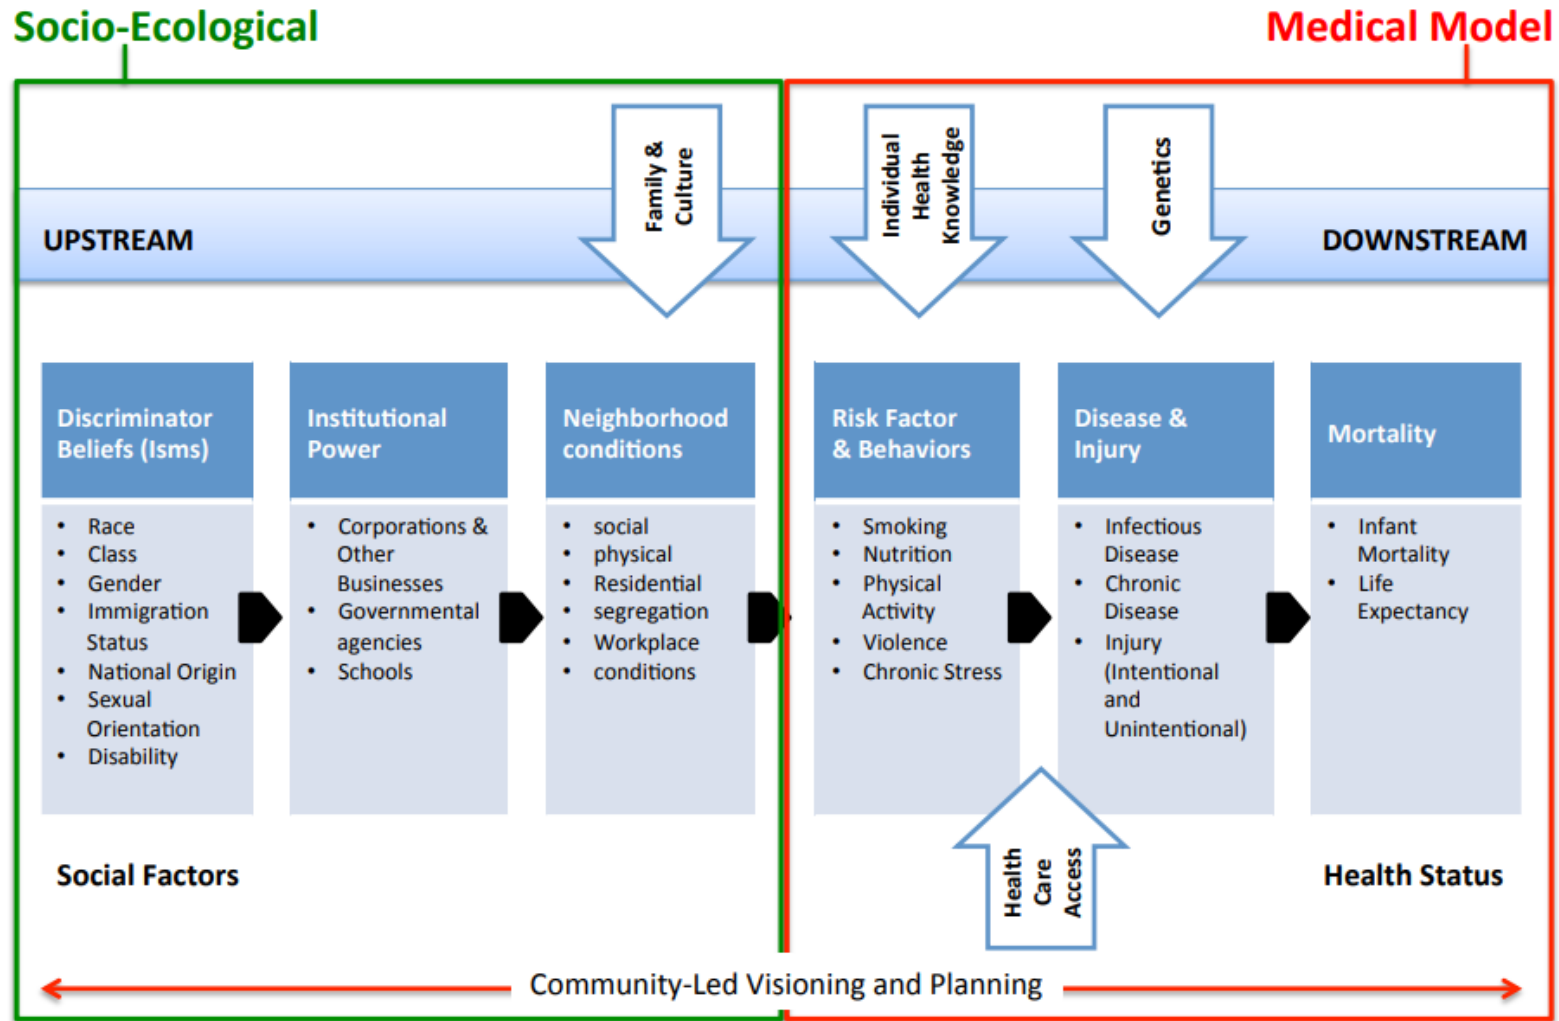 Socio-Ecological
Medical Model
Family &
Culture
Individual
Health
Knowledge
Genetics
UPSTREAM
DOWNSTREAM
Discriminator
Beliefs (Isms)
• Race
• Class
• Gender
• Immigration
Status
• National Origin
• Sexual
Orientation
• Disability
Institutional
Power
• Corporations &
Other
Businesses
• Governmental
agencies
• Schools
Neighborhood
conditions
• social
• physical
• Residential
• segregation
• Workplace
• conditions
Risk Factor
& Behaviors
• Smoking
• Nutrition
• Physical
Activity
• Violence
• Chronic Stress
Disease &
Injury
• Infectious
Disease
• Chronic
Disease
• Injury
(Intentional
and
Unintentional)
Mortality
• Infant
Mortality
• Life
Expectancy
Health
Care
Access
Social Factors
Health Status
Community-Led Visioning and Planning